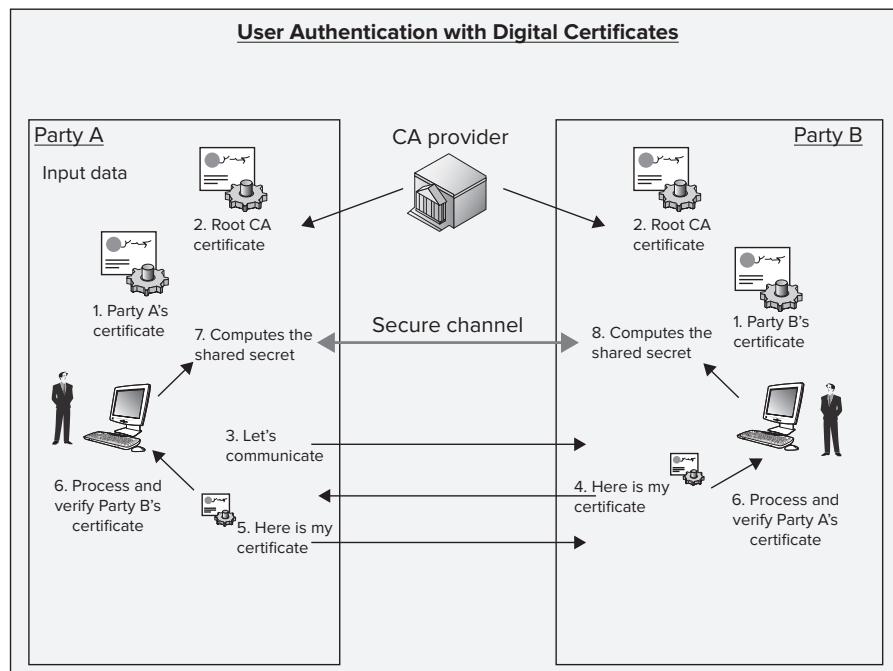 User Authentication with Digital Certificates
Party A
Input data
2. Root CA
certificate
1. Party A's
certificate
7. Computes the
shared secret
3. Let's
communicate
6. Process and
verify Party B's
certificate
5. Here is my
certificate
CA provider
Secure channel
Party B
2. Root CA
certificate
1. Party B's
certificate
8. Computes the
shared secret
4. Here is my
certificate
6. Process and
verify Party A's
certificate